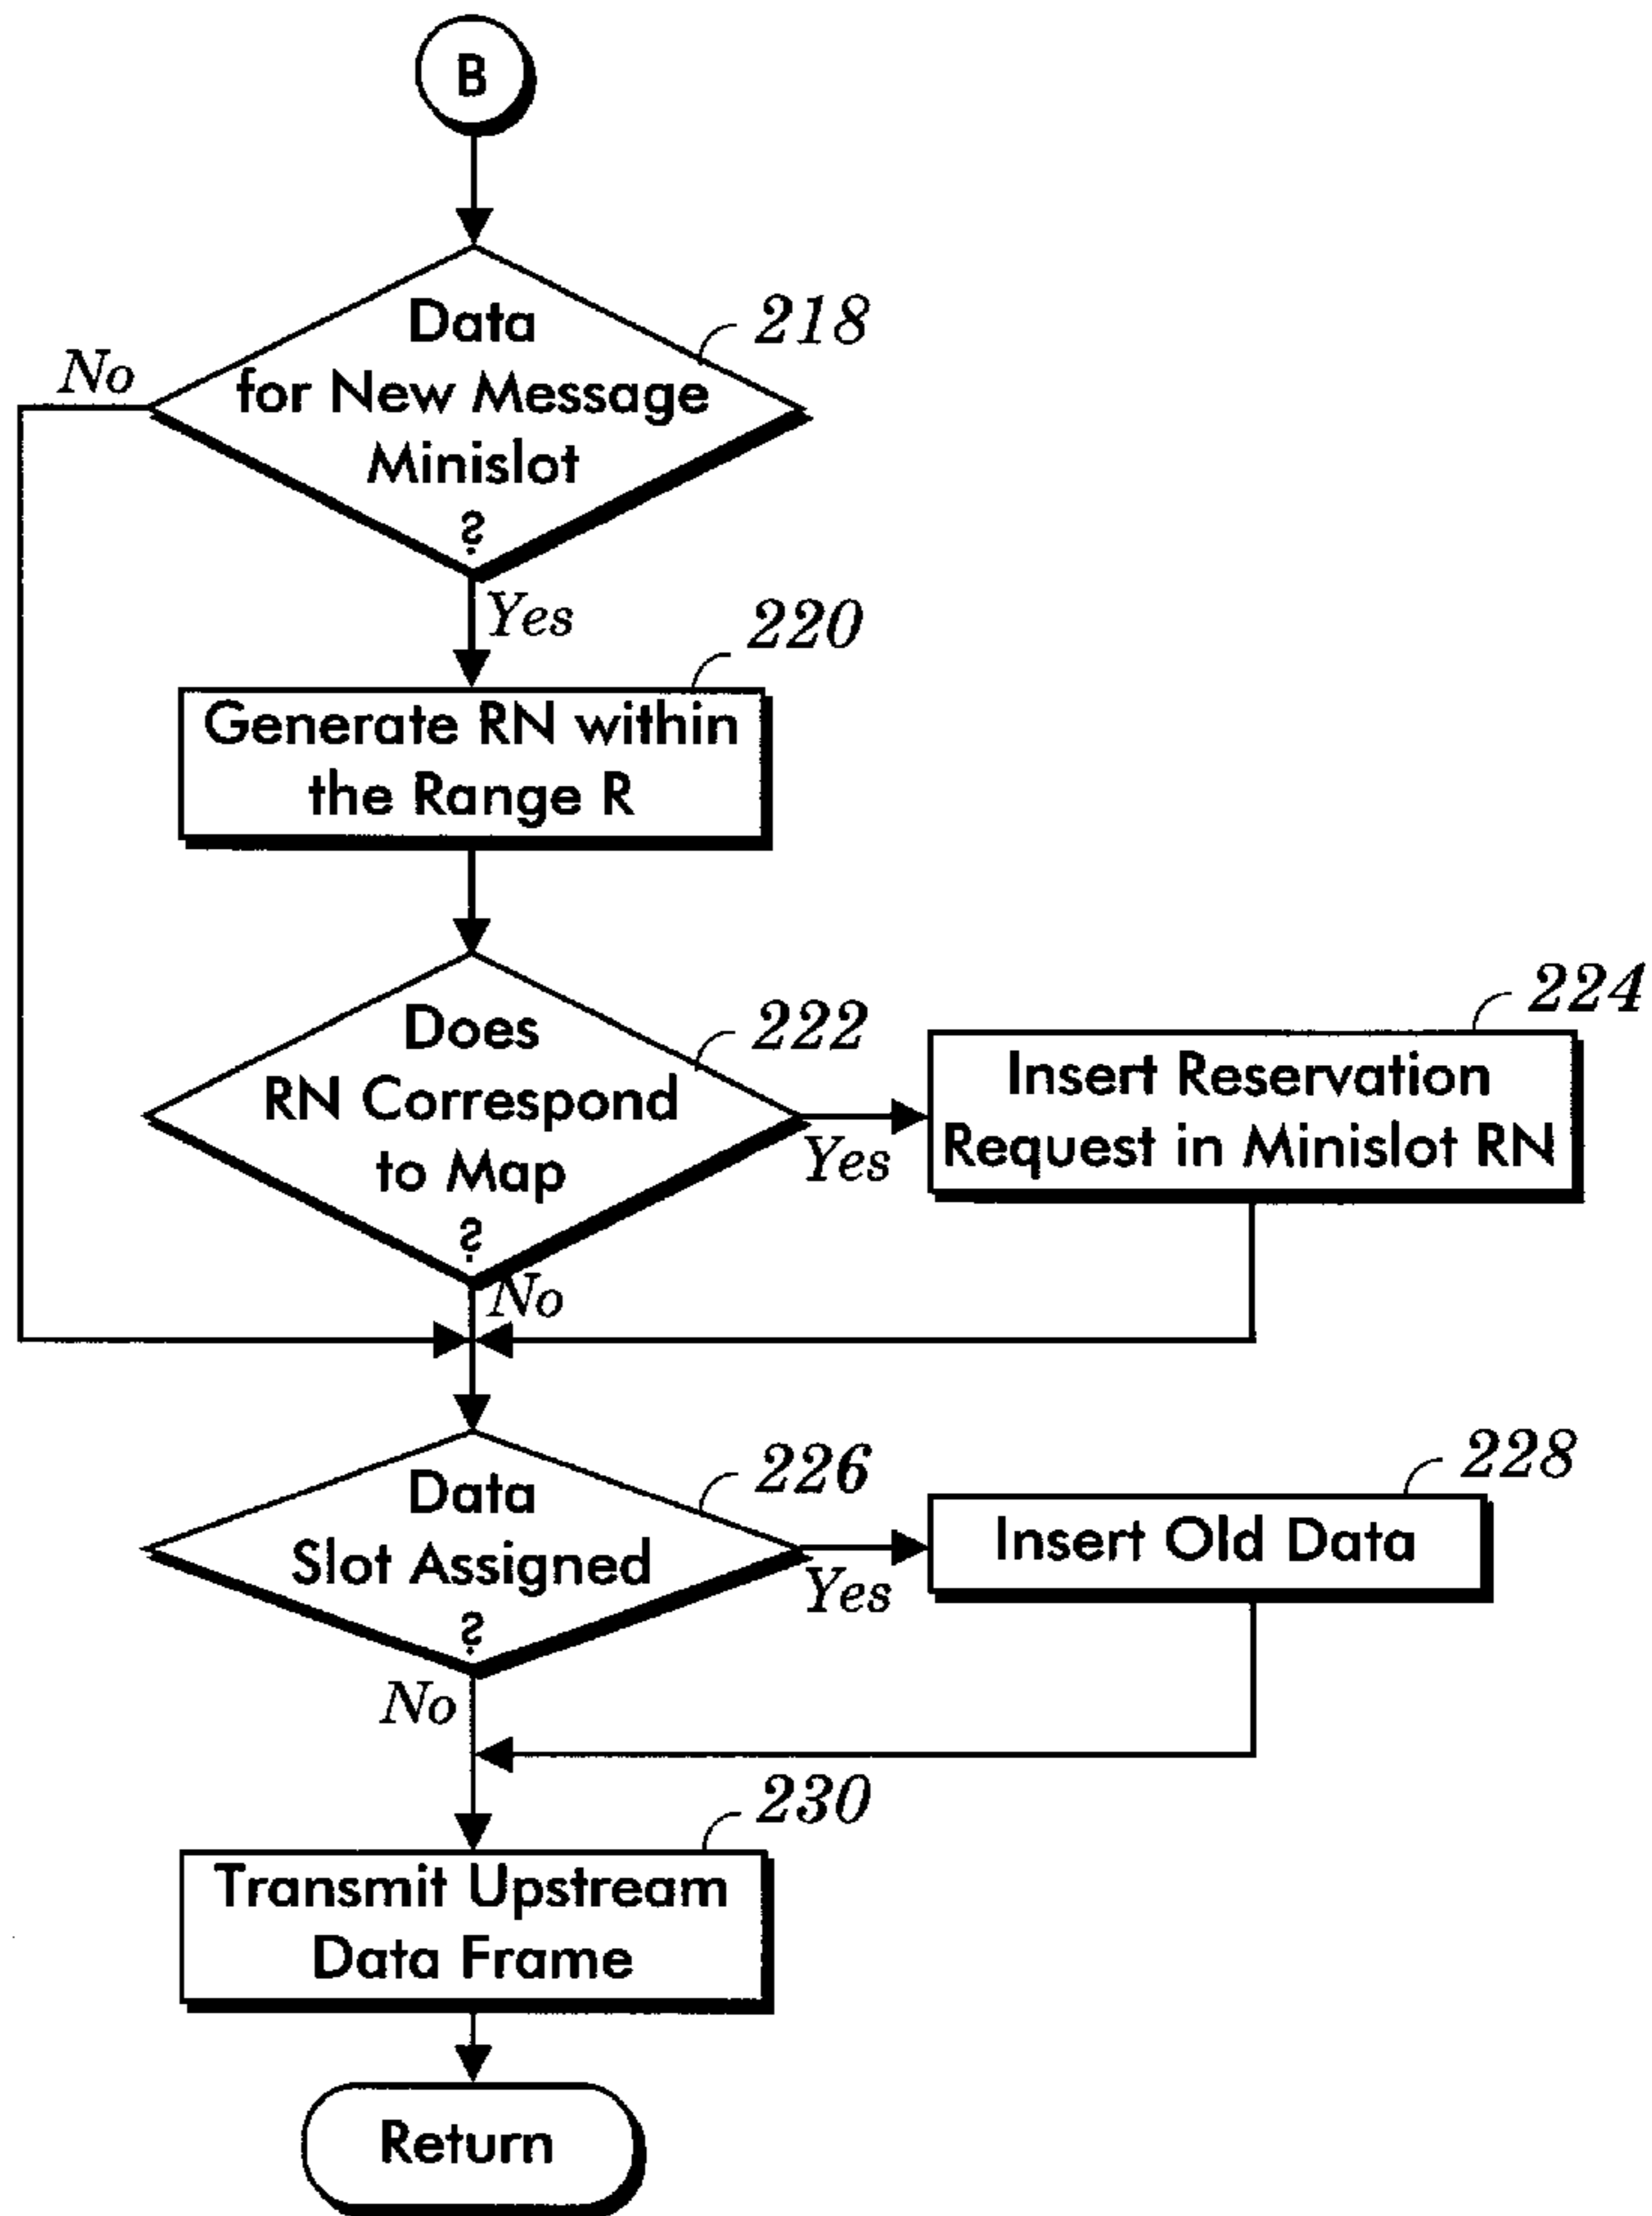 B
Data
for New Message
Minislot
?
218
No
Yes
220
Generate RN within
the Range R
Does
RN Correspond
to Map
?
222
Yes
No
224
Insert Reservation
Request in Minislot RN
Data
Slot Assigned
?
226
Yes
No
228
Insert Old Data
230
Transmit Upstream
Data Frame
Return